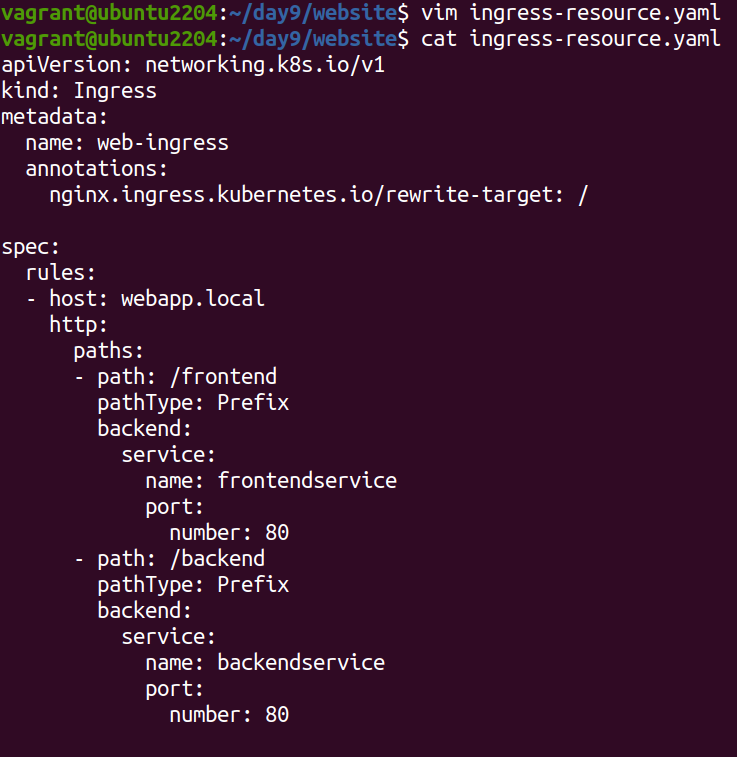 vagrant@ubuntu2204:~/day9/website$ vim ingress-resource.yaml
vagrant@ubuntu2204:~/day9/website$ cat ingress-resource.yaml
apiVersion: networking.k8s.io/v1
kind: Ingress
metadata:
  name: web-ingress
  annotations:
    nginx.ingress.kubernetes.io/rewrite-target: /

spec:
  rules:
  - host: webapp.local
    http:
      paths:
      - path: /frontend
        pathType: Prefix
        backend:
          service:
            name: frontendservice
            port:
              number: 80
      - path: /backend
        pathType: Prefix
        backend:
          service:
            name: backendservice
            port:
              number: 80